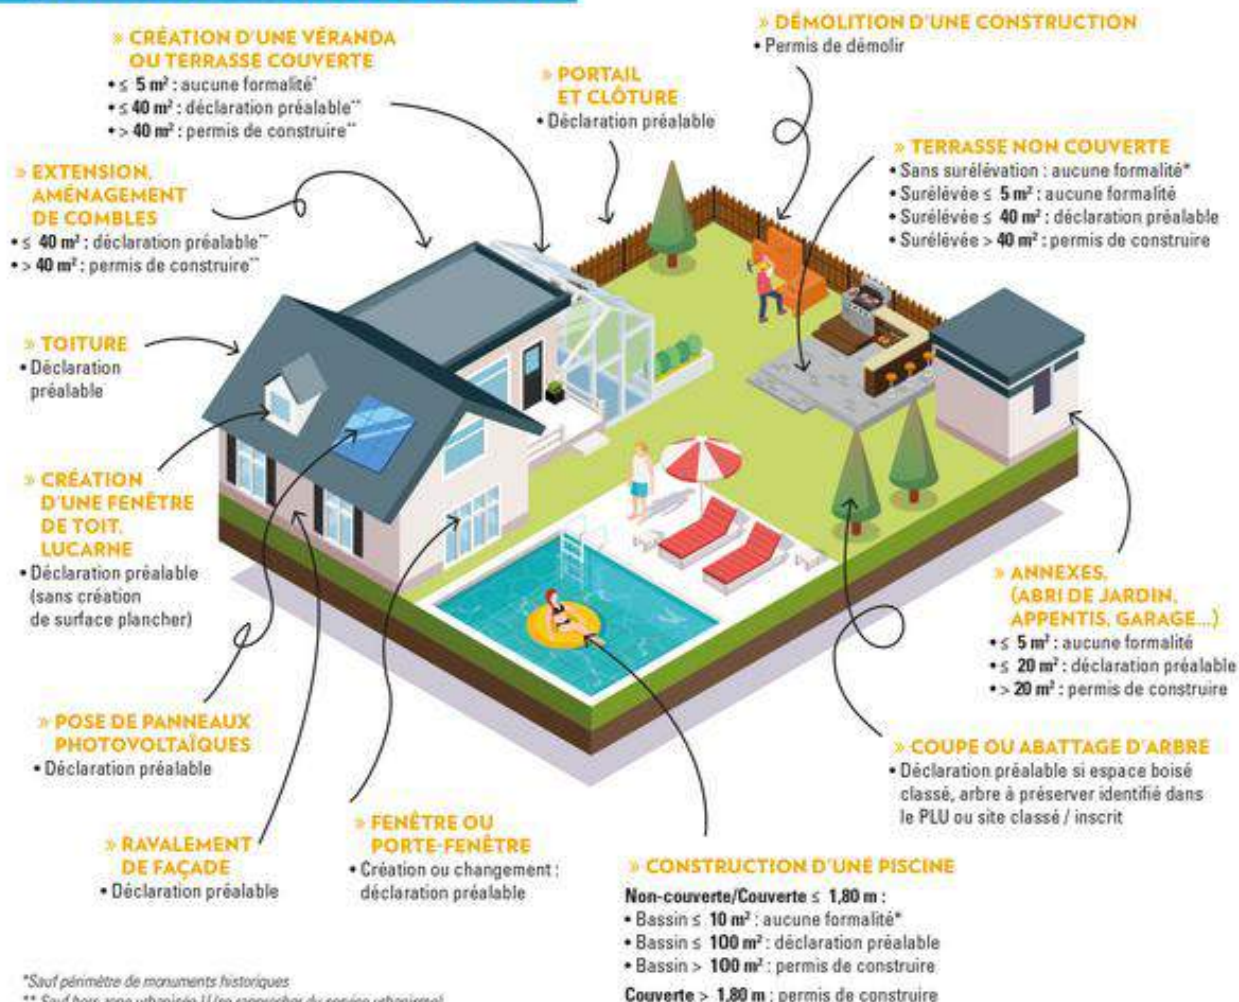 » CRÉATION D'UNE VÉRANDA
OU TERRASSE COUVERTE
• ≤ 5 m² : aucune formalité*
• ≤ 40 m² : déclaration préalable**
• > 40 m² : permis de construire**
» PORTAIL
ET CLÔTURE
• Déclaration préalable
» DÉMOLITION D'UNE CONSTRUCTION
• Permis de démolir
» TERRASSE NON COUVERTE
• Sans surélévation : aucune formalité*
• Surélevée ≤ 5 m² : aucune formalité
• Surélevée ≤ 40 m² : déclaration préalable
• Surélevée > 40 m² : permis de construire
» EXTENSION,
AMÉNAGEMENT
DE COMBLES
• ≤ 40 m² : déclaration préalable**
• > 40 m² : permis de construire**
» TOITURE
• Déclaration
préalable
» CRÉATION
D'UNE FENÊTRE
DE TOIT,
LUCARNE
• Déclaration préalable
(sans création
de surface plancher)
» POSE DE PANNEAUX
PHOTOVOLTAÏQUES
• Déclaration préalable
» RAVALEMENT
DE FAÇADE
• Déclaration préalable
» FENÊTRE OU
PORTE-FENÊTRE
• Création ou changement :
déclaration préalable
» ANNEXES,
(ABRI DE JARDIN,
APPENTIS, GARAGE...)
• ≤ 5 m² : aucune formalité
• ≤ 20 m² : déclaration préalable
• > 20 m² : permis de construire
» COUPE OU ABATTAGE D'ARBRE
• Déclaration préalable si espace boisé
classé, arbre à préserver identifié dans
le PLU ou site classé / inscrit
» CONSTRUCTION D'UNE PISCINE
Non-couverte/Couverte ≤ 1,80 m :
• Bassin ≤ 10 m² : aucune formalité*
• Bassin ≤ 100 m² : déclaration préalable
• Bassin > 100 m² : permis de construire
Couverte > 1,80 m : permis de construire
*Sauf périmètre de monuments historiques
** Sauf hors zone urbanisée U (se rapprocher du service urbanisme)